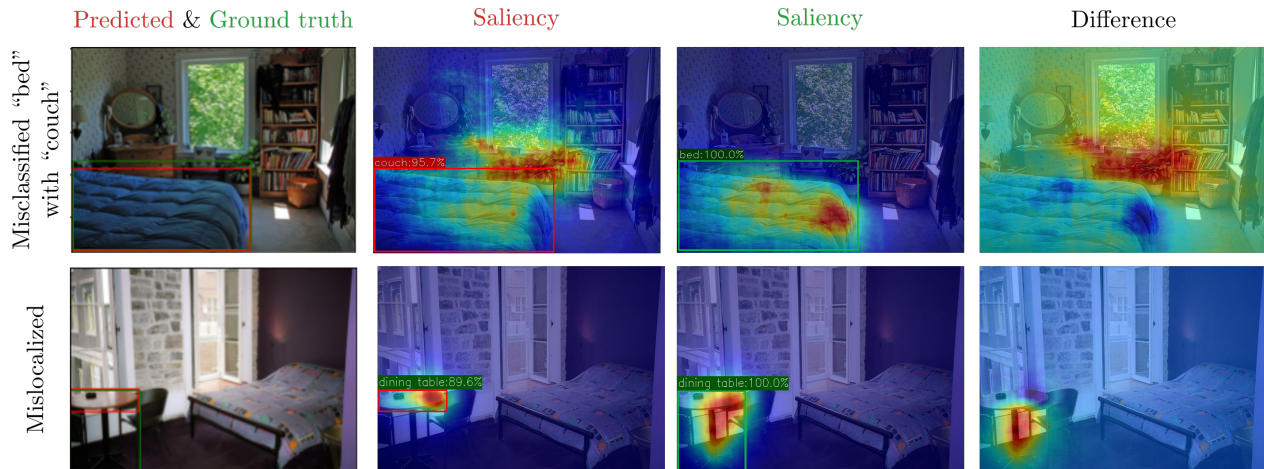 Predicted & Ground truth
Saliency
Saliency
Difference
Misclassified “bed”
with “couch”
couch:95.7%
bed:100.0%
Mislocalized
dining table:89.6%
dining table:100.0%